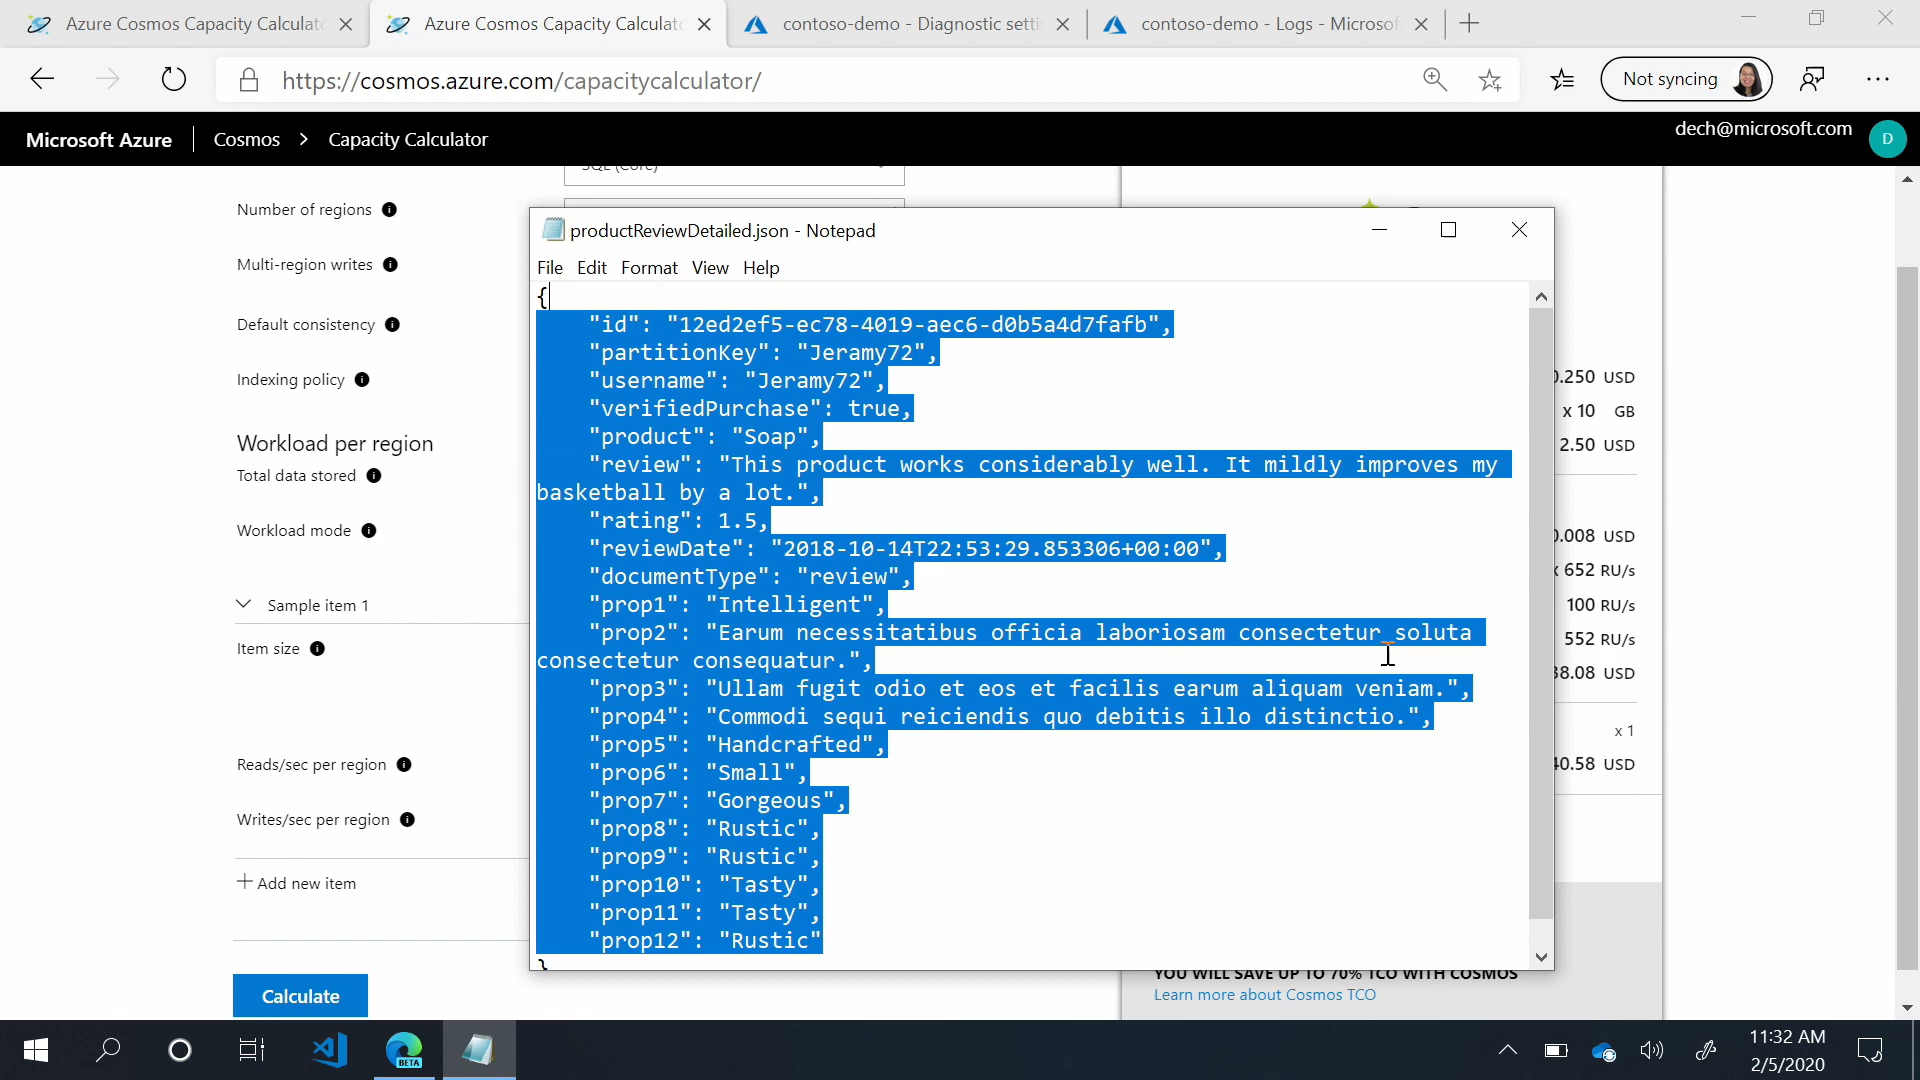 Azure Cosmos Capacity Calculat
Azure Cosmos Capacity Calculat
contoso-demo - Diagnostic setti
contoso-demo - Logs - Microsof
https://cosmos.azure.com/capacitycalculator/
Not syncing
Microsoft Azure
Cosmos > Capacity Calculator
dech@microsoft.com
D
SQL (Core)
Number of regions
Multi-region writes
Default consistency
Indexing policy
Workload per region
Total data stored
Workload mode
Sample item 1
Item size
Reads/sec per region
Writes/sec per region
+ Add new item
Calculate
productReviewDetailed.json - Notepad
File Edit Format View Help
{
"id": "12ed2ef5-ec78-4019-aec6-d0b5a4d7fafb",
"partitionKey": "Jeramy72",
"username": "Jeramy72",
"verifiedPurchase": true,
"product": "Soap",
"review": "This product works considerably well. It mildly improves my
basketball by a lot.",
"rating": 1.5,
"reviewDate": "2018-10-14T22:53:29.853306+00:00",
"documentType": "review",
"prop1": "Intelligent",
"prop2": "Earum necessitatibus officia laboriosam consectetur soluta
consectetur consequatur.",
"prop3": "Ullam fugit odio et eos et facilis earum aliquam veniam.",
"prop4": "Commodi sequi reiciendis quo debitis illo distinctio.",
"prop5": "Handcrafted",
"prop6": "Small",
"prop7": "Gorgeous",
"prop8": "Rustic",
"prop9": "Rustic",
"prop10": "Tasty",
"prop11": "Tasty",
"prop12": "Rustic"
}
0.250 USD
x 10 GB
2.50 USD
0.008 USD
x 652 RU/s
100 RU/s
552 RU/s
38.08 USD
x 1
40.58 USD
YOU WILL SAVE UP TO 70% TCO WITH COSMOS
Learn more about Cosmos TCO
BETA
11:32 AM
2/5/2020